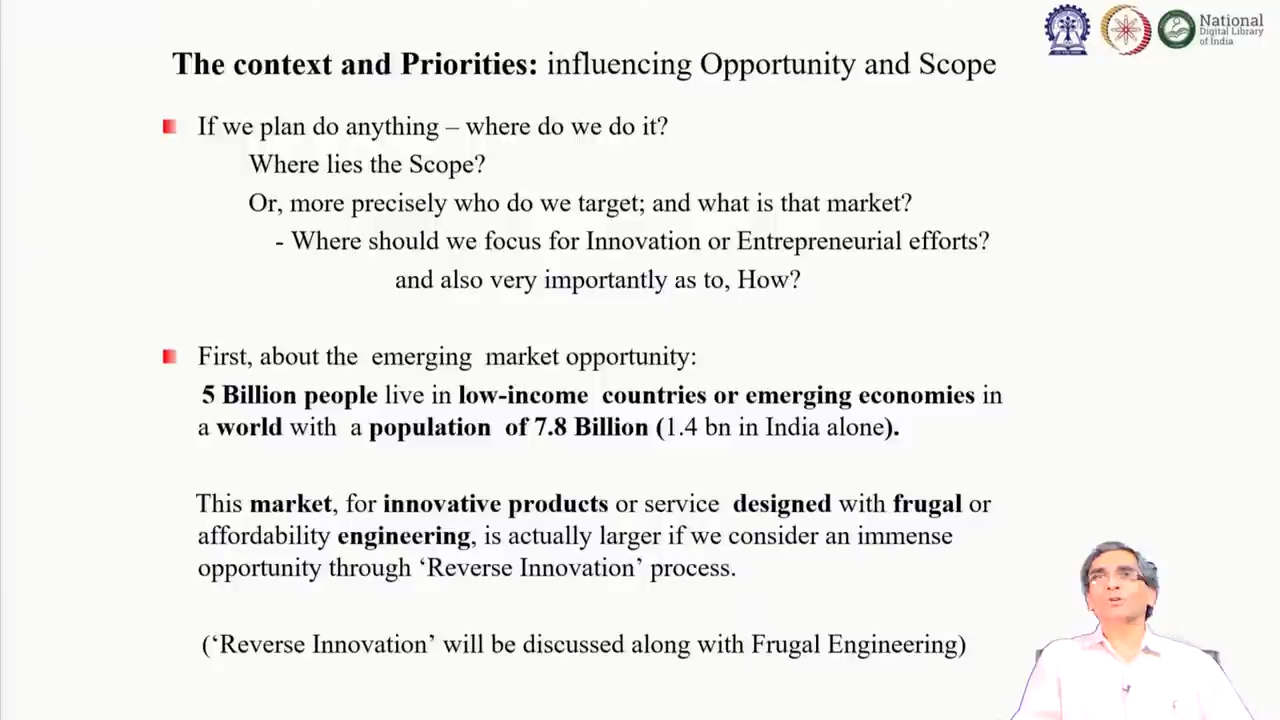 National
Digital Library
of India
The context and Priorities: influencing Opportunity and Scope
If we plan do anything – where do we do it?
Where lies the Scope?
Or, more precisely who do we target; and what is that market?
- Where should we focus for Innovation or Entrepreneurial efforts?
and also very importantly as to, How?
First, about the emerging market opportunity:
5 Billion people live in low-income countries or emerging economies in
a world with a population of 7.8 Billion (1.4 bn in India alone).
This market, for innovative products or service designed with frugal or
affordability engineering, is actually larger if we consider an immense
opportunity through ‘Reverse Innovation’ process.
(‘Reverse Innovation’ will be discussed along with Frugal Engineering)